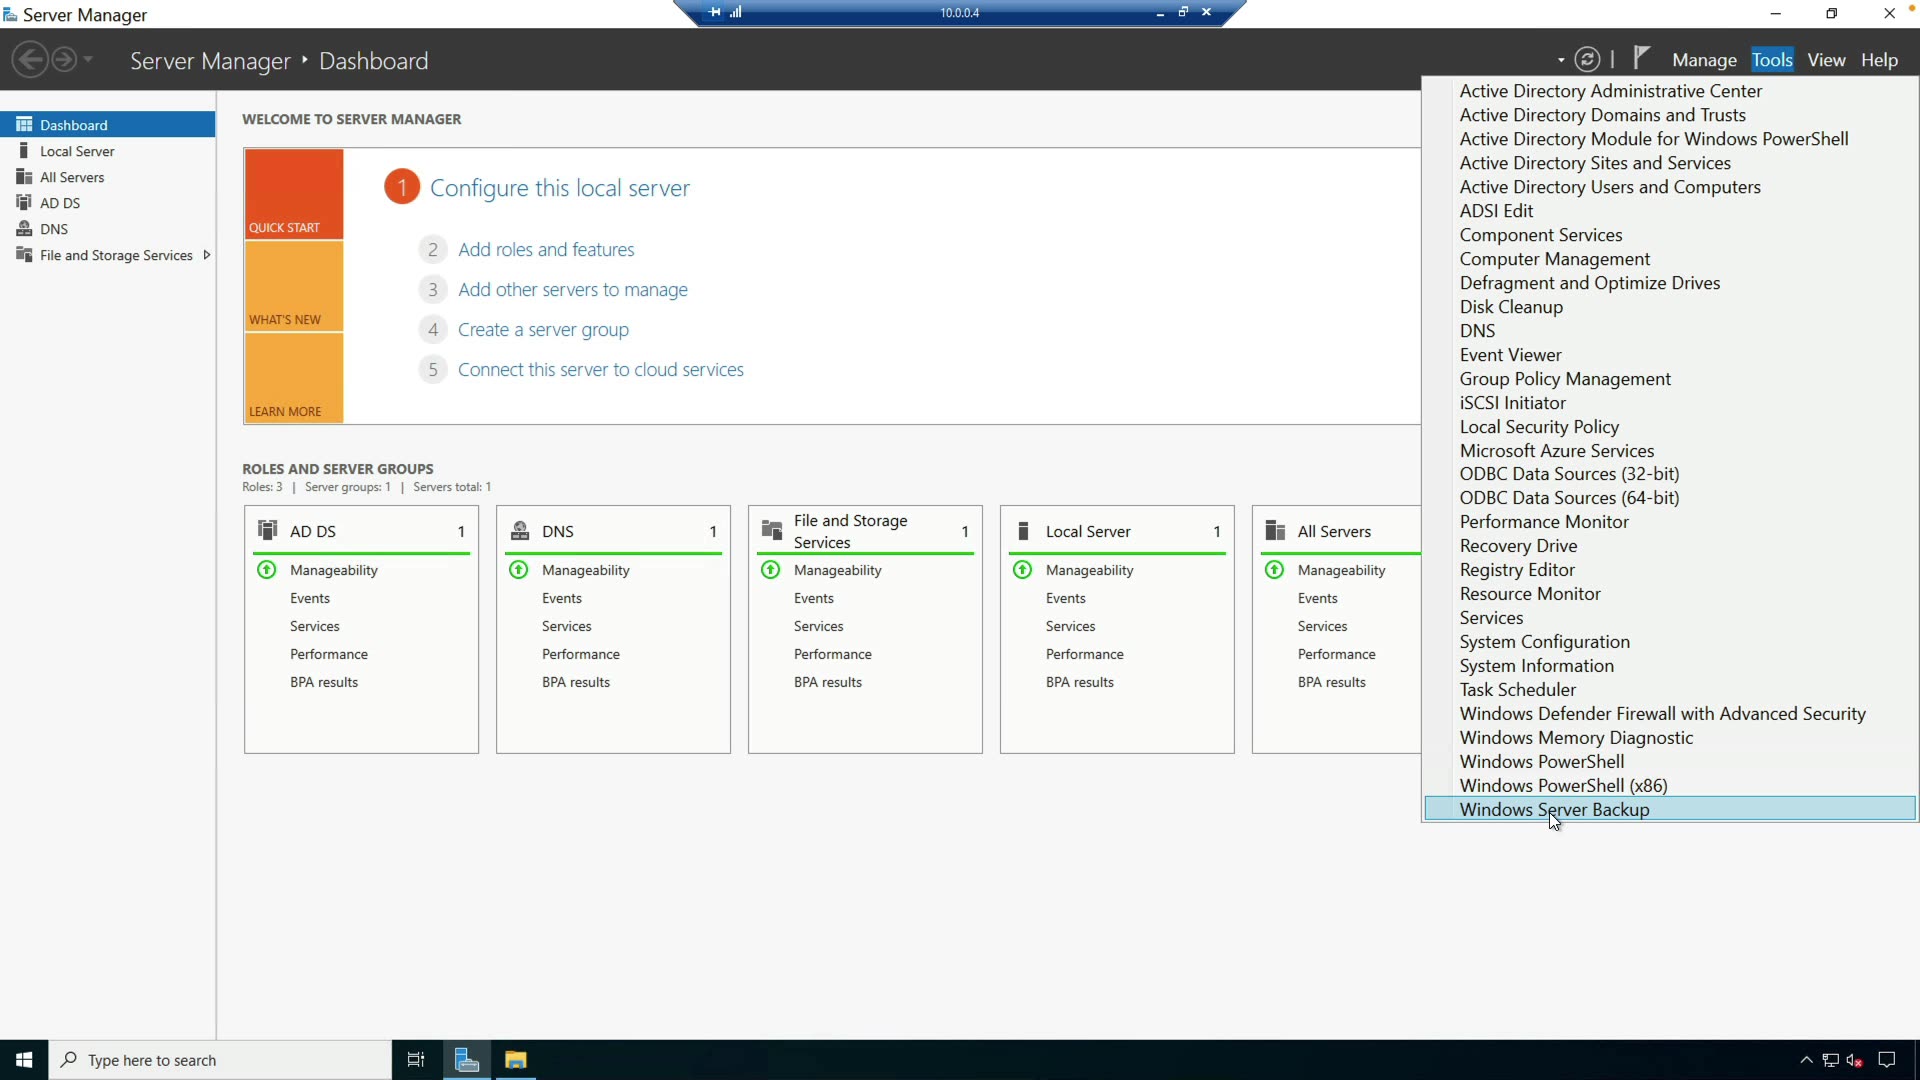 Server Manager
10.0.0.4
Server Manager ‣ Dashboard
| Manage Tools View Help
Dashboard
Local Server
All Servers
AD DS
DNS
File and Storage Services
WELCOME TO SERVER MANAGER
QUICK START
WHAT'S NEW
LEARN MORE
1 Configure this local server
2 Add roles and features
3 Add other servers to manage
4 Create a server group
5 Connect this server to cloud services
ROLES AND SERVER GROUPS
Roles: 3 | Server groups: 1 | Servers total: 1
AD DS 1
Manageability
Events
Services
Performance
BPA results
DNS 1
Manageability
Events
Services
Performance
BPA results
File and Storage
Services 1
Manageability
Events
Services
Performance
BPA results
Local Server 1
Manageability
Events
Services
Performance
BPA results
All Servers
Manageability
Events
Services
Performance
BPA results
Active Directory Administrative Center
Active Directory Domains and Trusts
Active Directory Module for Windows PowerShell
Active Directory Sites and Services
Active Directory Users and Computers
ADSI Edit
Component Services
Computer Management
Defragment and Optimize Drives
Disk Cleanup
DNS
Event Viewer
Group Policy Management
iSCSI Initiator
Local Security Policy
Microsoft Azure Services
ODBC Data Sources (32-bit)
ODBC Data Sources (64-bit)
Performance Monitor
Recovery Drive
Registry Editor
Resource Monitor
Services
System Configuration
System Information
Task Scheduler
Windows Defender Firewall with Advanced Security
Windows Memory Diagnostic
Windows PowerShell
Windows PowerShell (x86)
Windows Server Backup
Type here to search